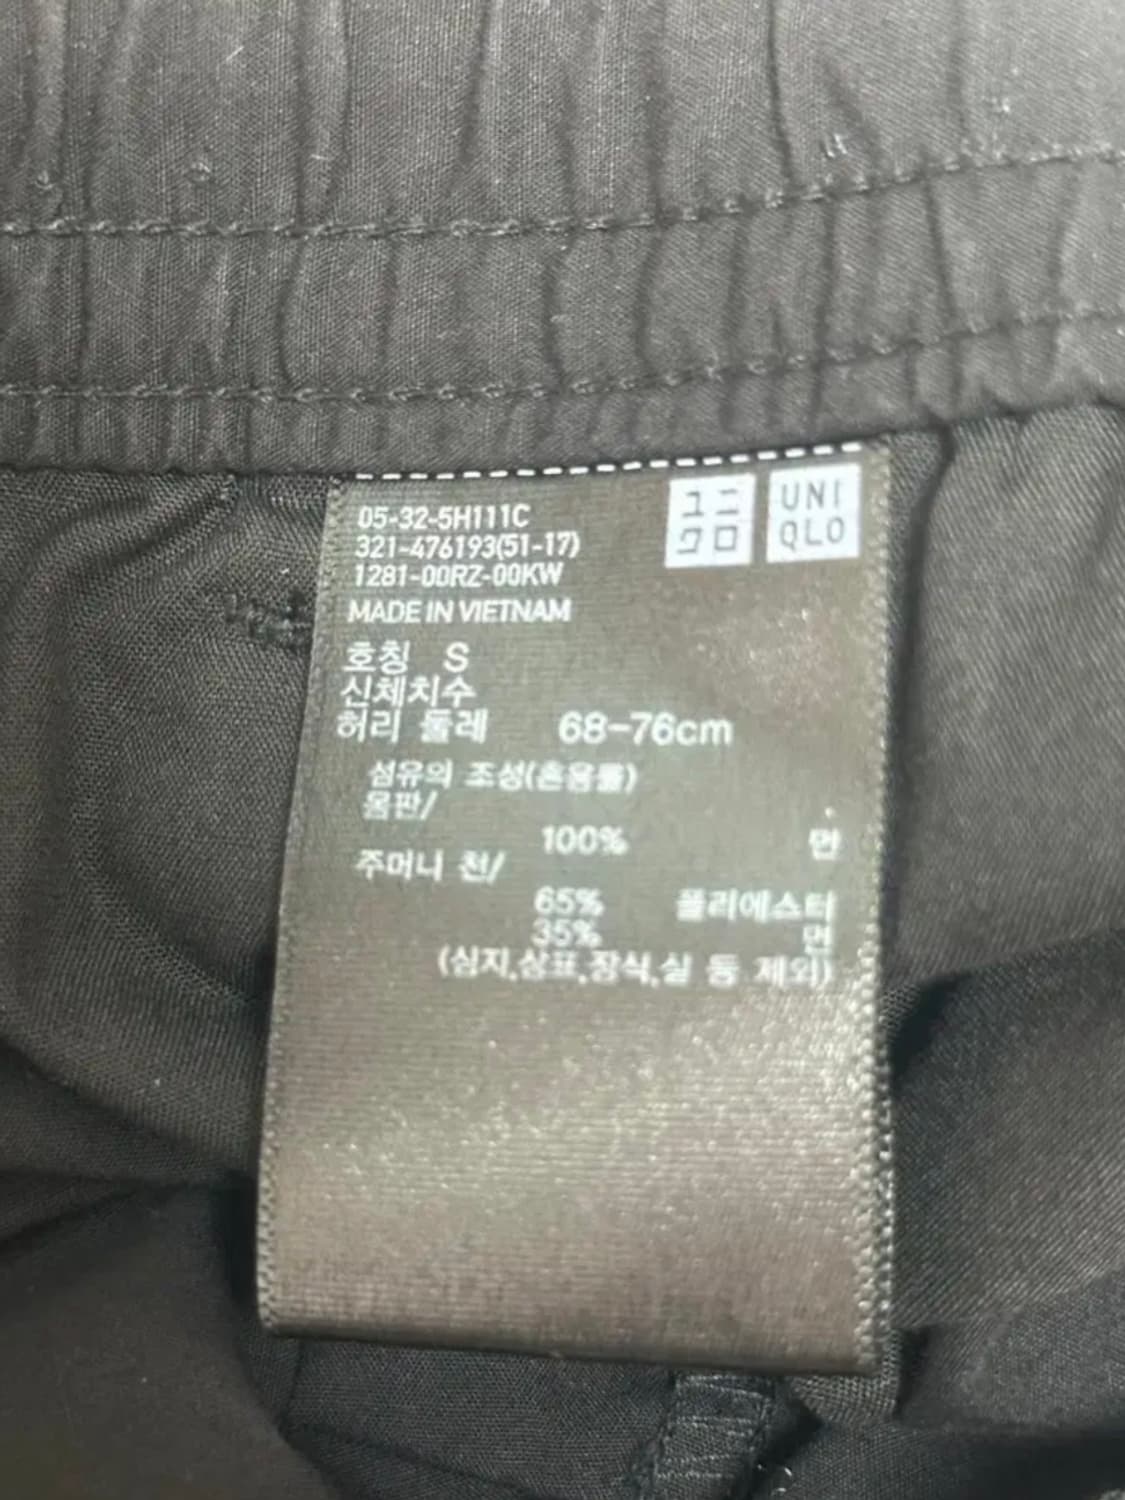 05-32-5H111C
321-476193(51-17)
1281-00RZ-00KW
MADE IN VIETNAM
ユニ
クロ
UNI
QLO
호칭 S
신체치수
허리 둘레 68-76cm
섬유의 조성(혼용률)
몸판/
100% 면
주머니 천/
65% 폴리에스터
35% 면
(심지,상표,장식,실 등 제외)